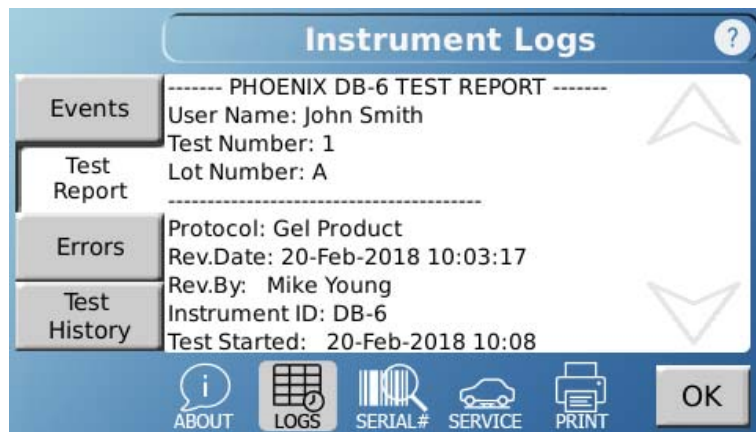 Instrument Logs
?
Events
Test
Report
Errors
Test
History
------- PHOENIX DB-6 TEST REPORT -------
User Name: John Smith
Test Number: 1
Lot Number: A
----------------------------------------
Protocol: Gel Product
Rev.Date: 20-Feb-2018 10:03:17
Rev.By:   Mike Young
Instrument ID: DB-6
Test Started:   20-Feb-2018 10:08
i
ABOUT
LOGS
SERIAL#
SERVICE
PRINT
OK